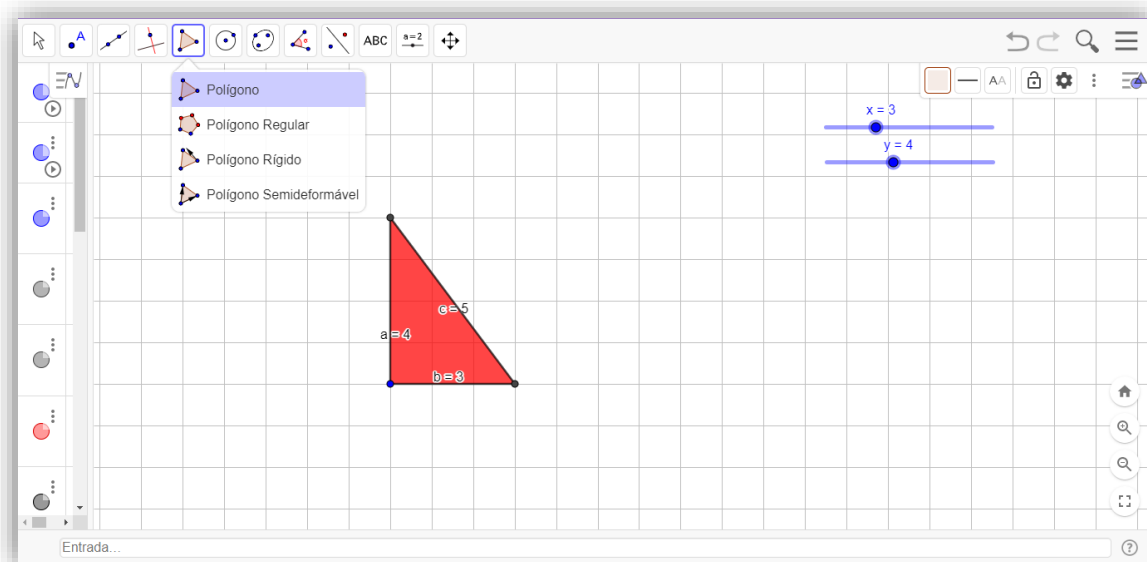 A
ABC
a=2
AA
Polígono
Polígono Regular
Polígono Rígido
Polígono Semideformável
x = 3
y = 4
c = 5
a = 4
b = 3
Entrada...
?